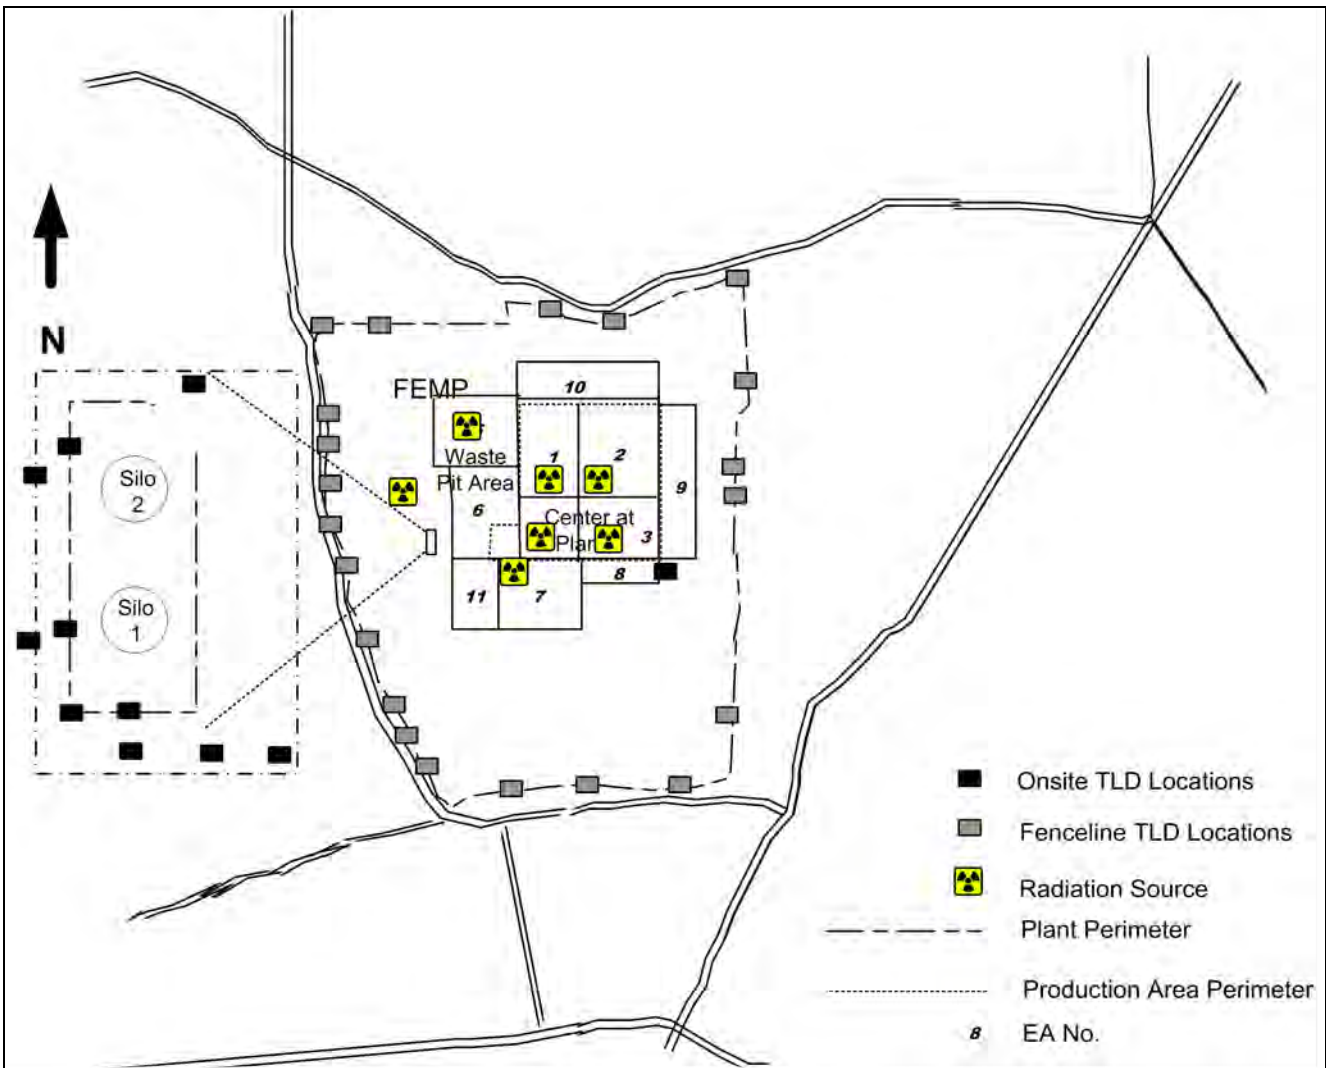 N
FEMP
10
Waste
Pit Area
1
2
9
6
Center at
Plan
3
8
11
7
Silo
2
Silo
1
Onsite TLD Locations
Fenceline TLD Locations
Radiation Source
Plant Perimeter
Production Area Perimeter
8 EA No.